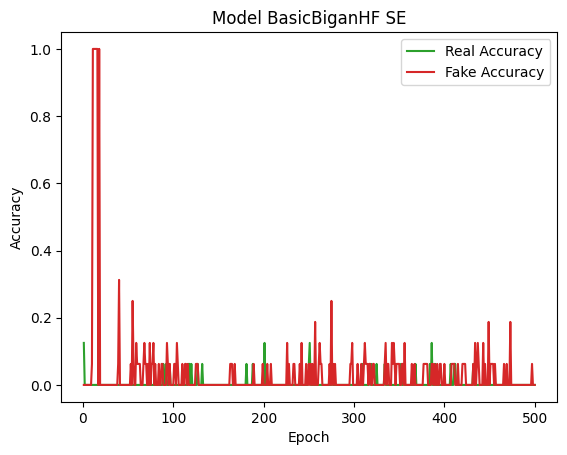 Model BasicBiganHF SE
Real Accuracy
Fake Accuracy
1.0
0.8
0.6
0.4
0.2
0.0
Accuracy
0 100 200 300 400 500
Epoch